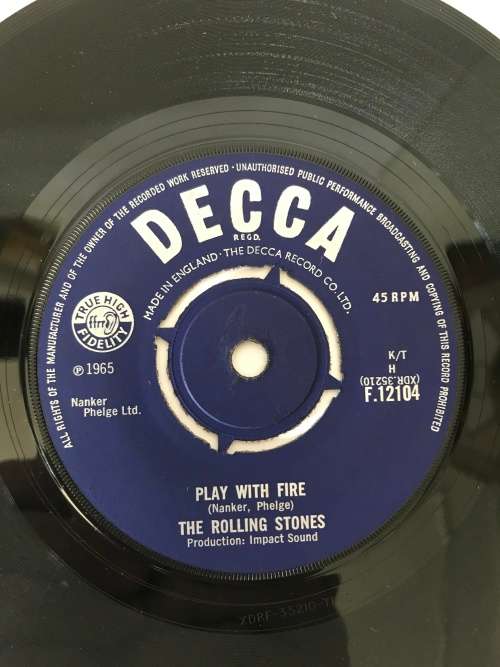 ALL RIGHTS OF THE MANUFACTURER AND OF THE OWNER OF THE RECORDED WORK RESERVED · UNAUTHORISED PUBLIC PERFORMANCE BROADCASTING AND COPYING OF THIS RECORD PROHIBITED
DECCA
REGD.
MADE IN ENGLAND · THE DECCA RECORD CO. LTD.
TRUE HIGH
ffrr
FIDELITY
45 RPM
℗ 1965
K/T
H
(XDR.35210)
F.12104
Nanker
Phelge Ltd.
PLAY WITH FIRE
(Nanker, Phelge)
THE ROLLING STONES
Production: Impact Sound